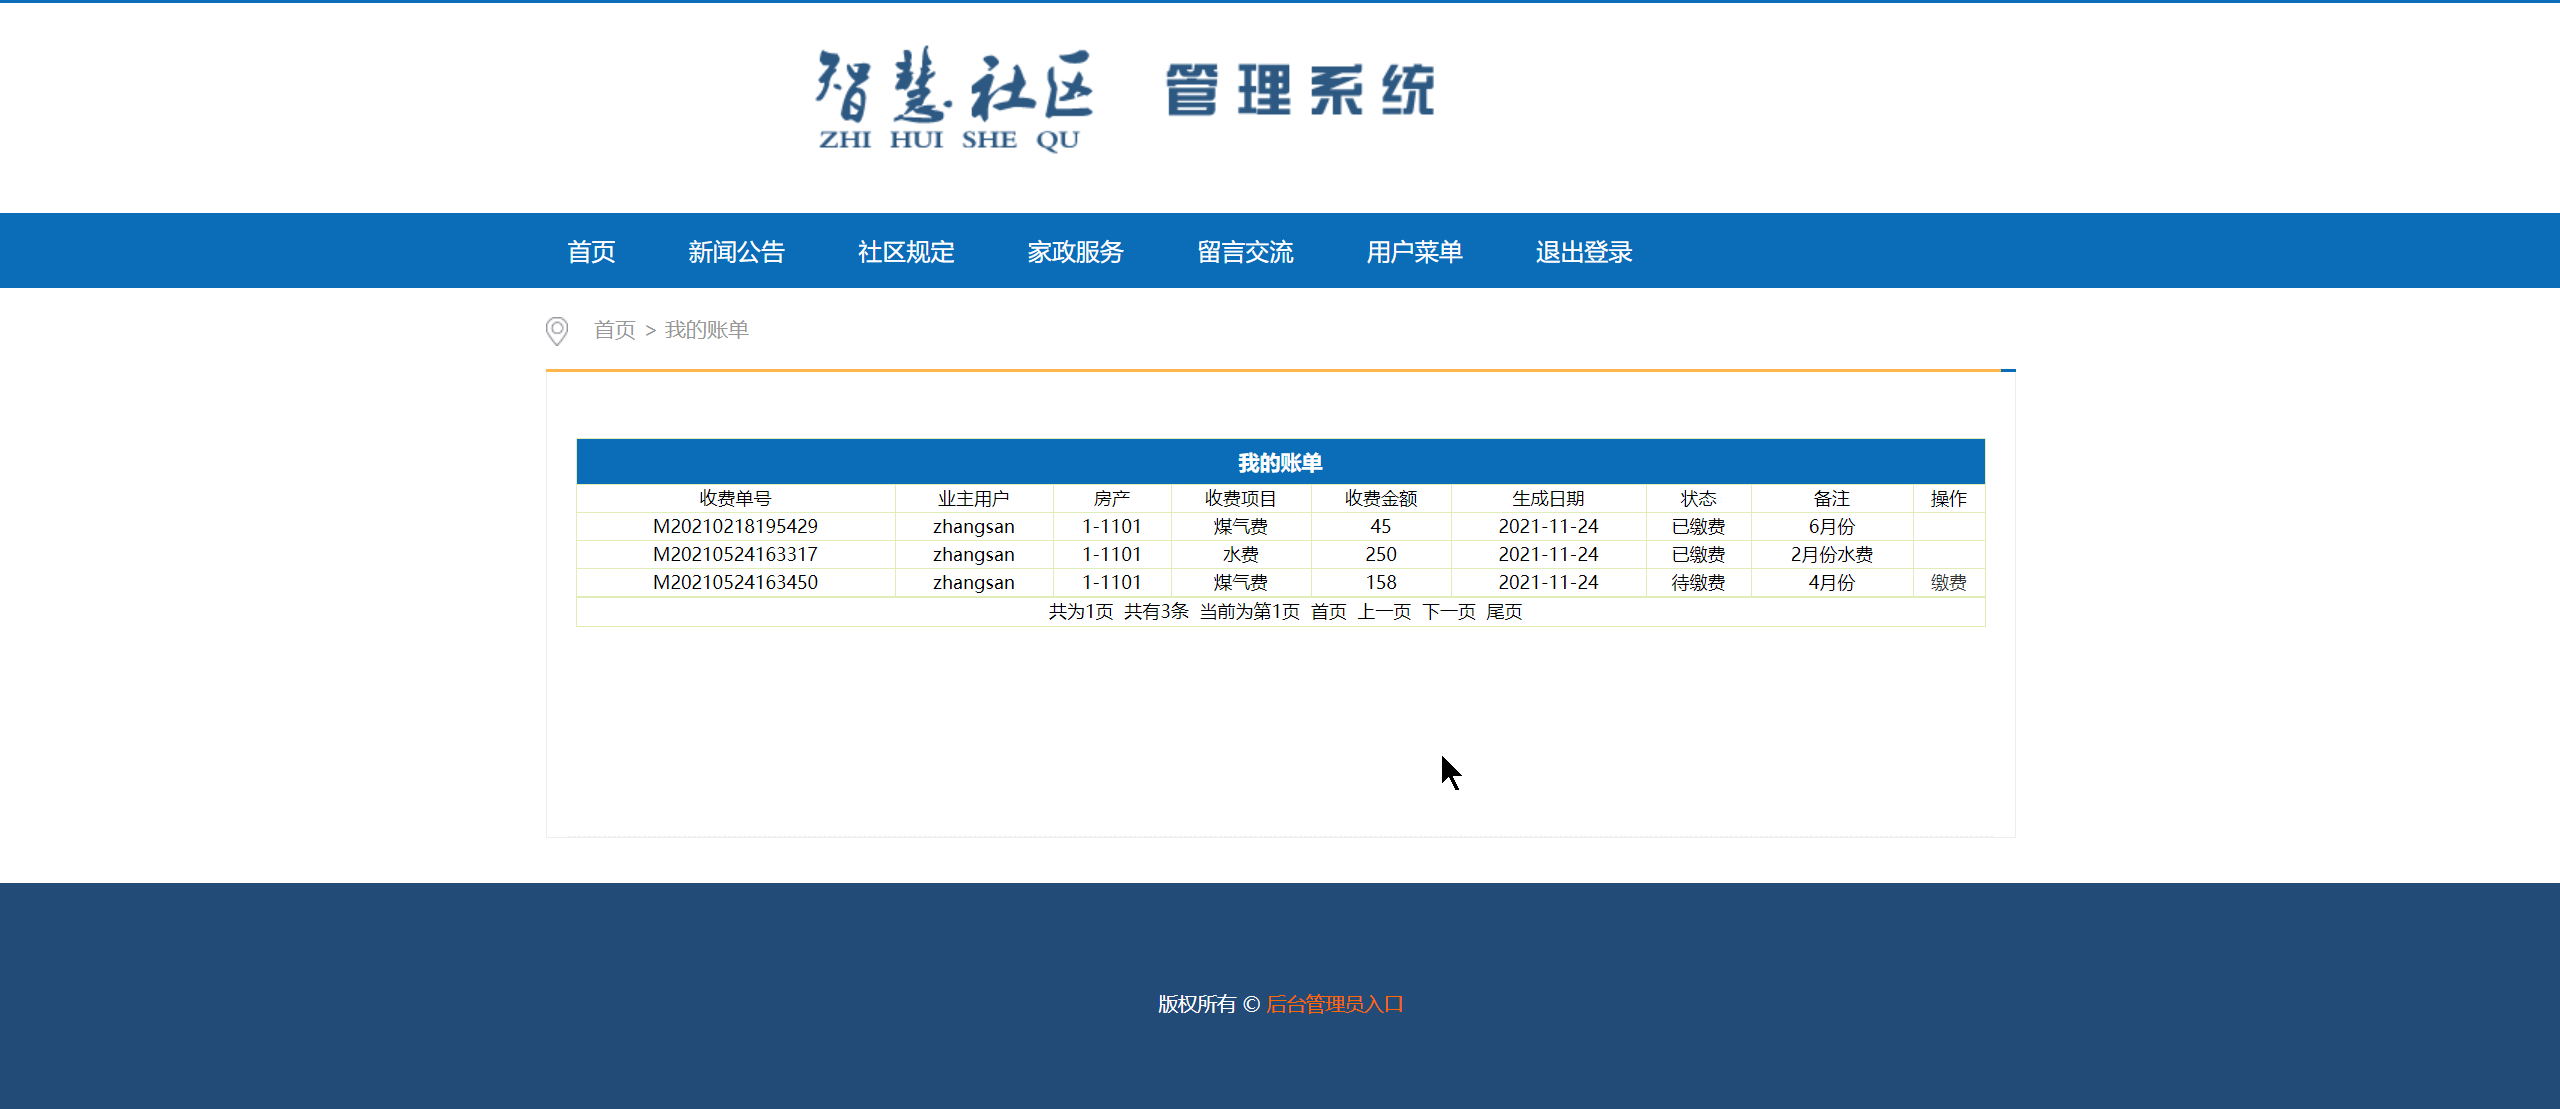 智慧社区 管理系统
ZHI HUI SHE QU
首页 新闻公告 社区规定 家政服务 留言交流 用户菜单 退出登录
首页 > 我的账单
我的账单
收费单号 业主用户 房产 收费项目 收费金额 生成日期 状态 备注 操作
M20210218195429 zhangsan 1-1101 煤气费 45 2021-11-24 已缴费 6月份
M20210524163317 zhangsan 1-1101 水费 250 2021-11-24 已缴费 2月份水费
M20210524163450 zhangsan 1-1101 煤气费 158 2021-11-24 待缴费 4月份 缴费
共为1页 共有3条 当前为第1页 首页 上一页 下一页 尾页
版权所有 © 后台管理员入口